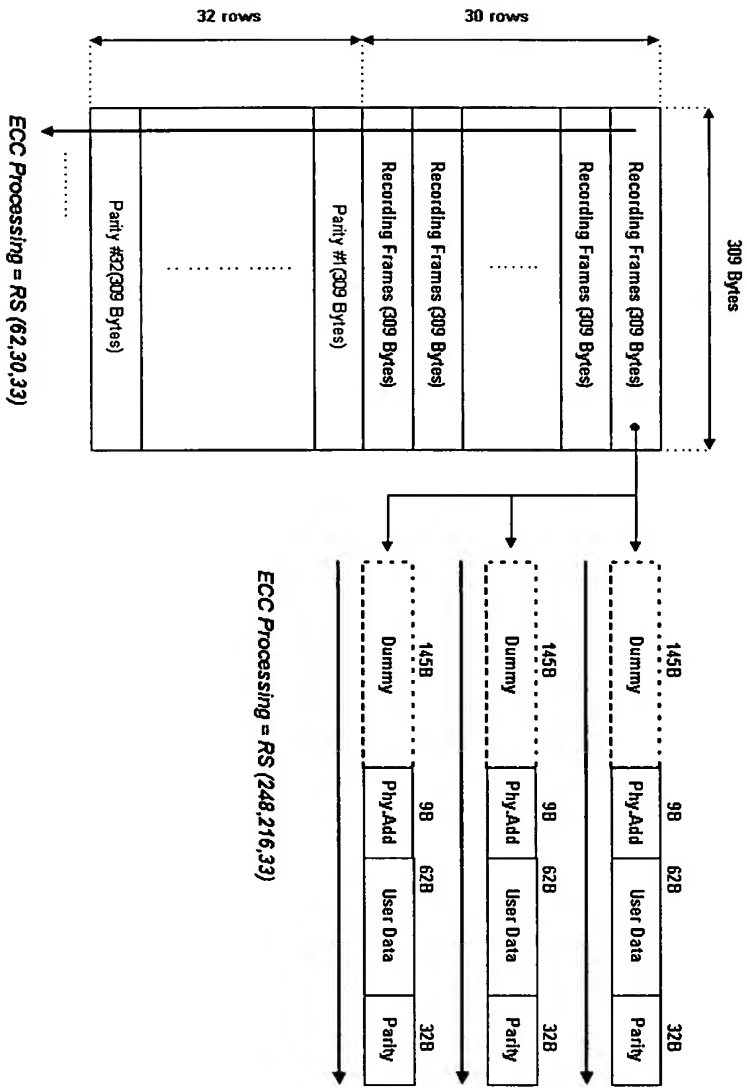 32 rows
30 rows
309 Bytes
Recording Frames (309 Bytes)
Recording Frames (309 Bytes)
........
Recording Frames (309 Bytes)
Recording Frames (309 Bytes)
Parity #1(309 Bytes)
... ... ... ... ...
Parity #32(309 Bytes)
ECC Processing = RS (62,30,33)
145B 9B 62B 32B
Dummy Phy.Add User Data Parity
145B 9B 62B 32B
Dummy Phy.Add User Data Parity
145B 9B 62B 32B
Dummy Phy.Add User Data Parity
ECC Processing = RS (248,216,33)